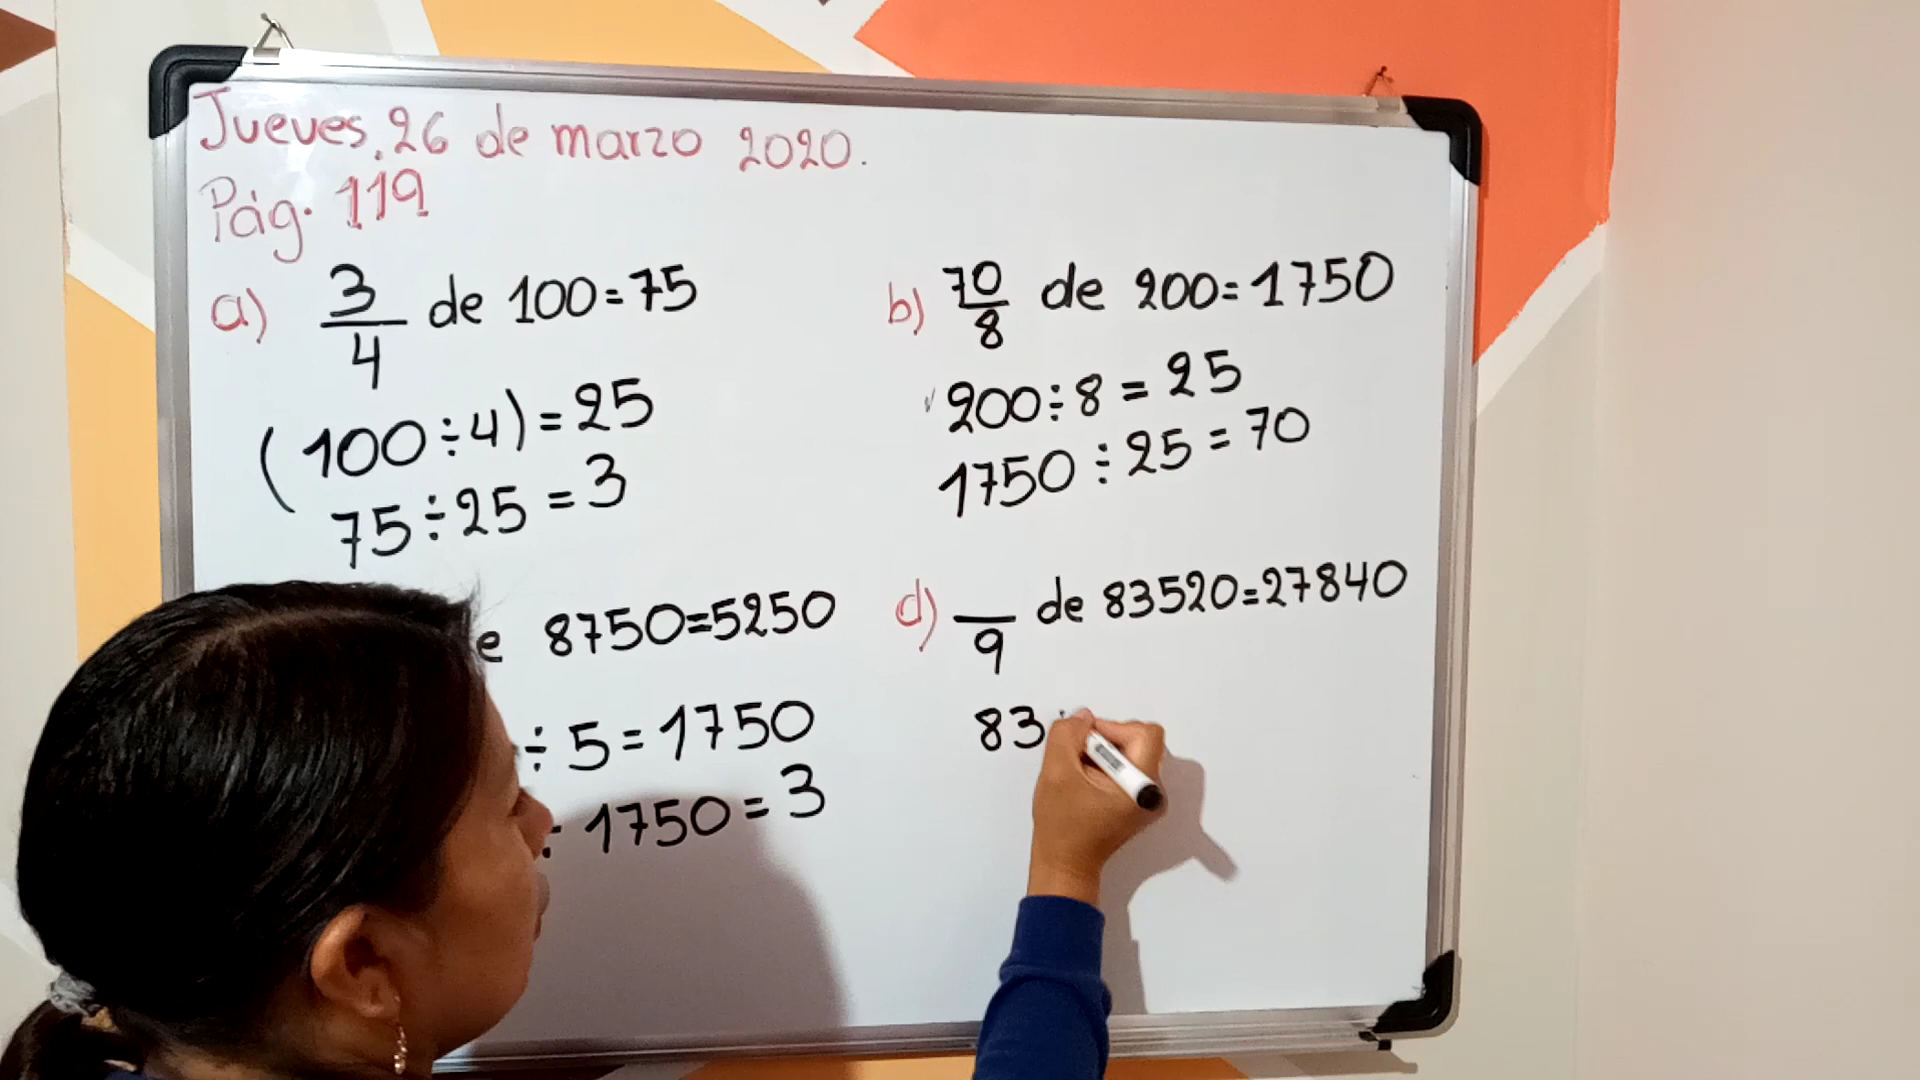 Jueves, 26 de marzo 2020.
Pág. 119
a) 3/4 de 100=75
(100÷4)=25
75÷25=3
b) 70/8 de 200=1750
200÷8=25
1750÷25=70
e 8750=5250
÷5=1750
÷1750=3
d) /9 de 83520=27840
83